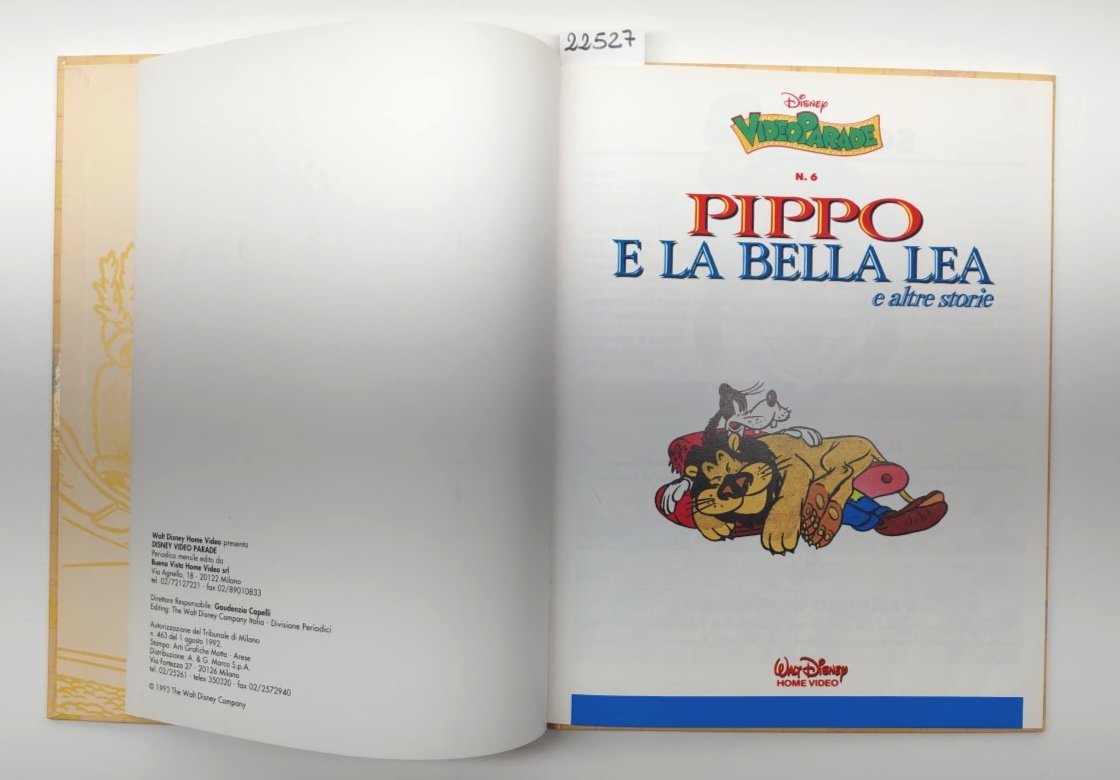 22527
Walt Disney Home Video presenta
DISNEY VIDEO PARADE
Periodico mensile edito da
Buena Vista Home Video srl
Via Agnello, 18 - 20122 Milano
tel. 02/72127221 - fax 02/89010833
Direttore Responsabile: Gaudenzio Capelli
Editing: The Walt Disney Company Italia - Divisione Periodici
Autorizzazione del Tribunale di Milano
n. 463 del 1 agosto 1992
Stampa: Arti Grafiche Motta - Arese
Distribuzione: A. & G. Marco S.p.A.
Via Fortezza 27 - 20126 Milano
tel. 02/25261 - telex 350320 - fax 02/2572940
© 1993 The Walt Disney Company
DISNEY
VIDEOPARADE
N. 6
PIPPO
E LA BELLA LEA
e altre storie
WALT DISNEY
HOME VIDEO